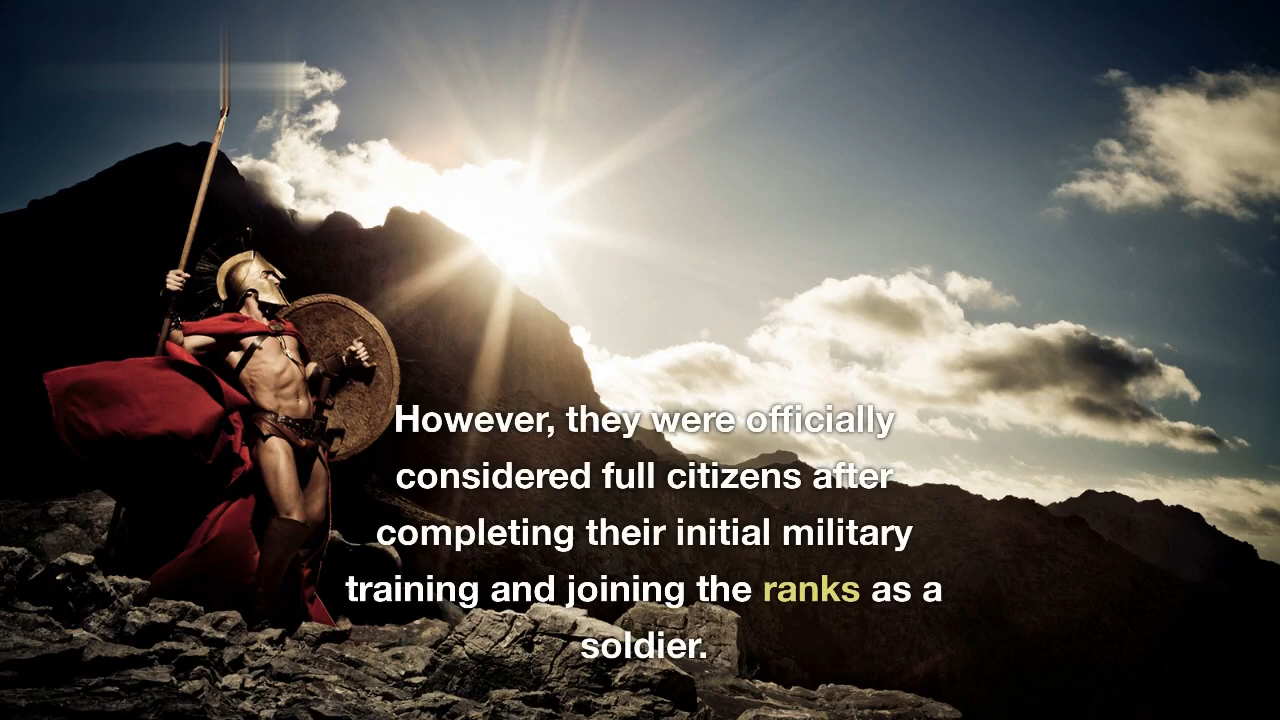 However, they were officially
considered full citizens after
completing their initial military
training and joining the ranks as a
soldier.